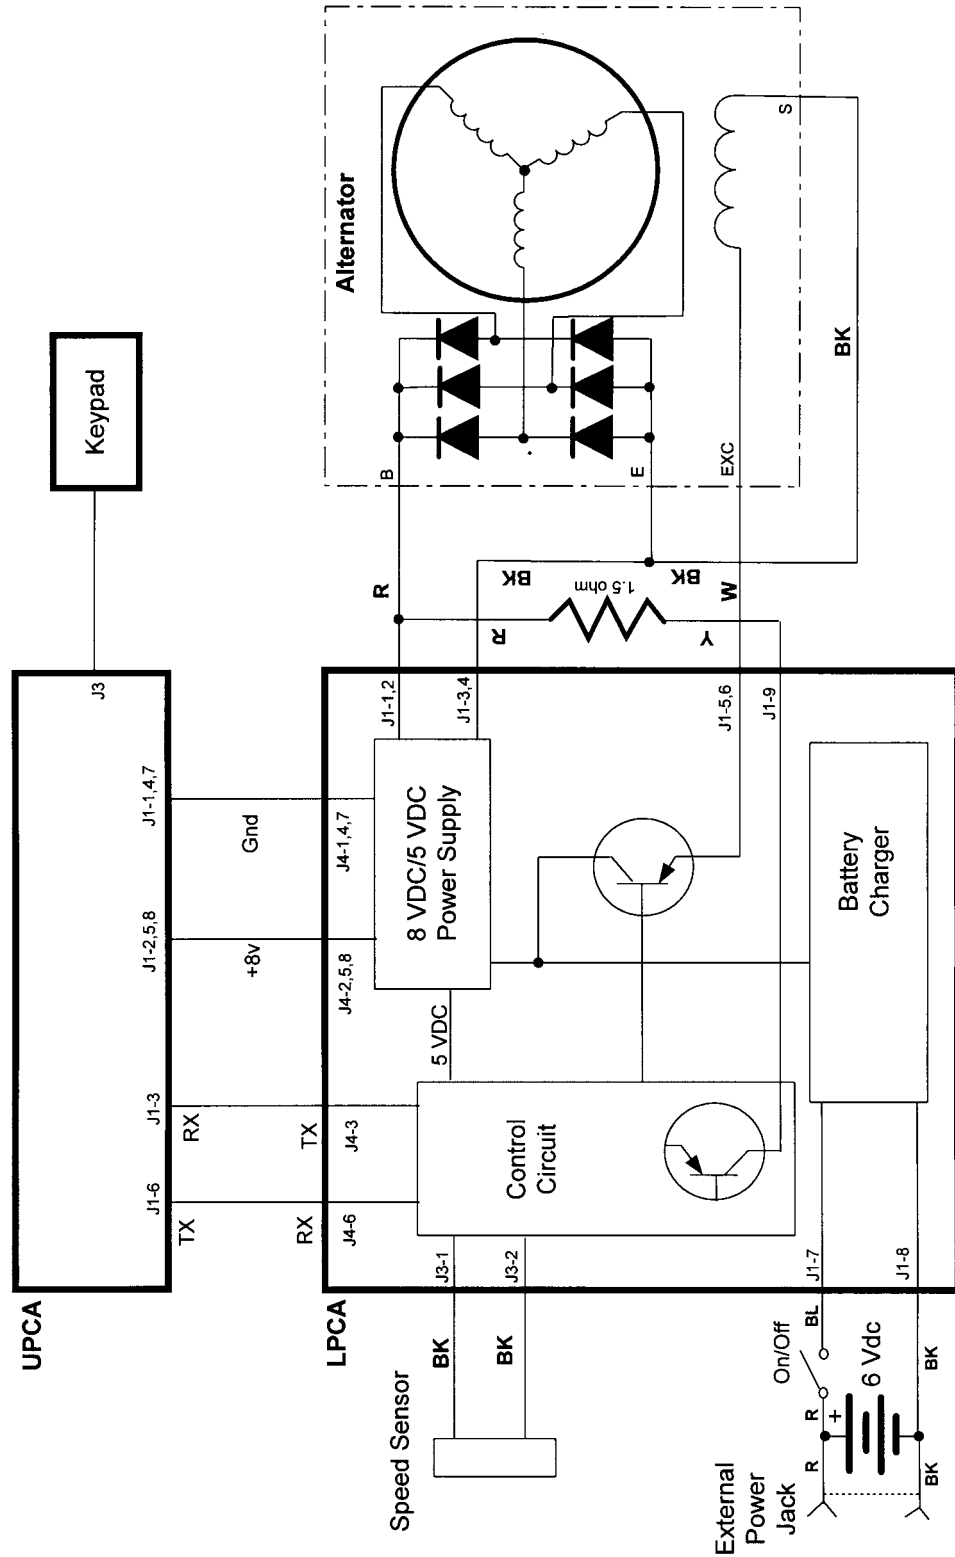 UPCA
J1-6
J1-3
J1-2,5,8
J1-1,4,7
J3
Keypad
TX
RX
+8v
Gnd
RX
TX
LPCA
J4-6
J4-3
J4-2,5,8
J4-1,4,7
8 VDC/5 VDC
Power Supply
5 VDC
Control
Circuit
Battery
Charger
J3-1
J3-2
J1-7
J1-8
J1-1,2
J1-3,4
J1-5,6
J1-9
Speed Sensor
BK
BK
External
Power
Jack
R
R
BL
On/Off
+
6 Vdc
BK
BK
R
BK
R
1.5 ohm
BK
Y
W
BK
Alternator
B
E
EXC
S